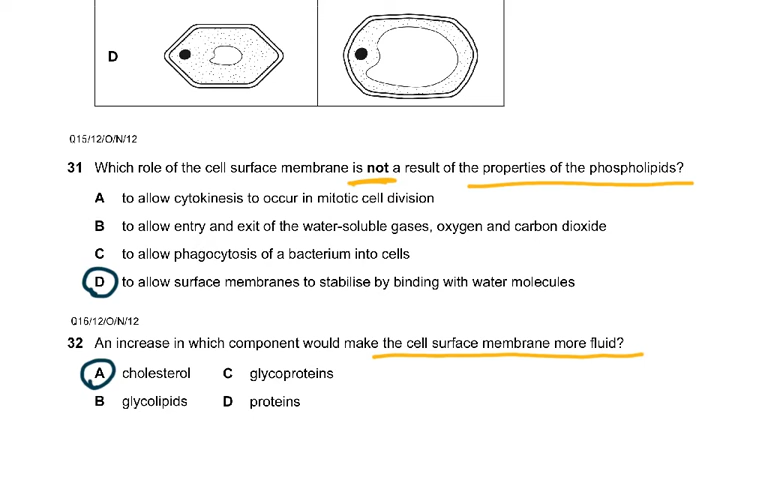 D
Q15/12/O/N/12
31 Which role of the cell surface membrane is not a result of the properties of the phospholipids?
A to allow cytokinesis to occur in mitotic cell division
B to allow entry and exit of the water-soluble gases, oxygen and carbon dioxide
C to allow phagocytosis of a bacterium into cells
D to allow surface membranes to stabilise by binding with water molecules
Q16/12/O/N/12
32 An increase in which component would make the cell surface membrane more fluid?
A cholesterol C glycoproteins
B glycolipids D proteins